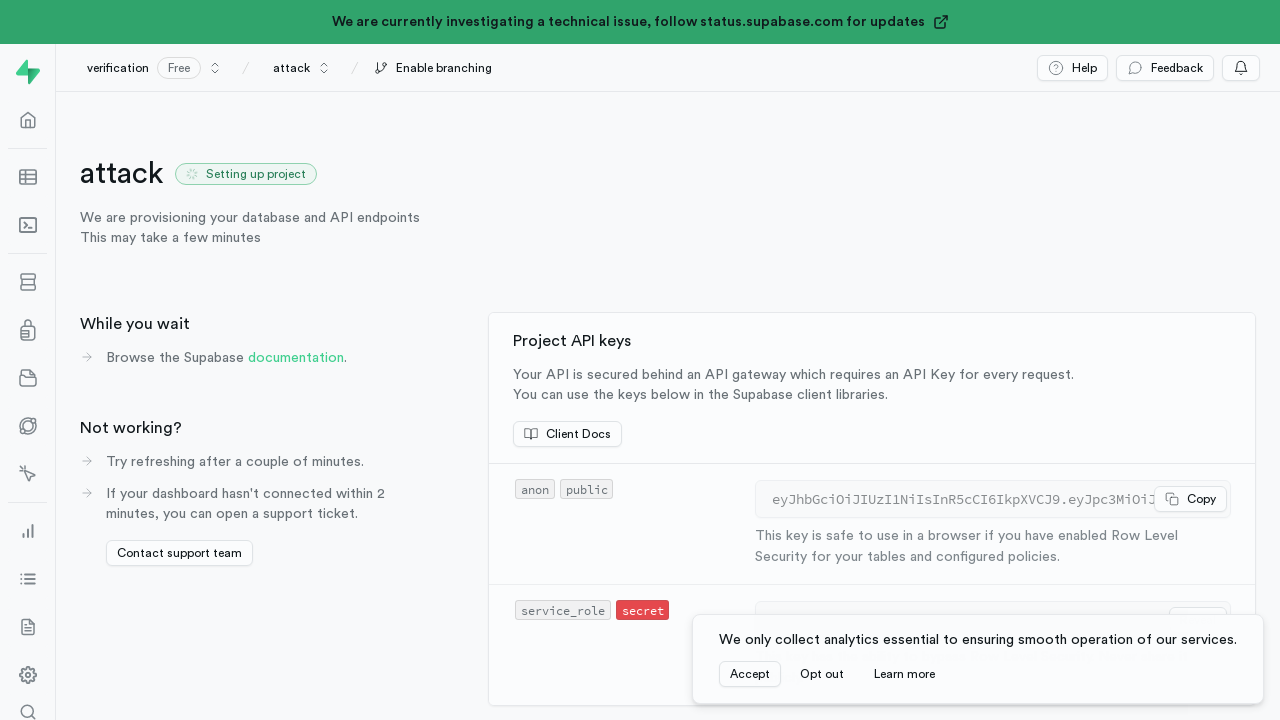 We are currently investigating a technical issue, follow status.supabase.com for updates
verification Free / attack / Enable branching
Help Feedback
attack Setting up project
We are provisioning your database and API endpoints
This may take a few minutes
While you wait
Browse the Supabase documentation.
Not working?
Try refreshing after a couple of minutes.
If your dashboard hasn't connected within 2
minutes, you can open a support ticket.
Contact support team
Project API keys
Your API is secured behind an API gateway which requires an API Key for every request.
You can use the keys below in the Supabase client libraries.
Client Docs
anon public
eyJhbGciOiJIUzI1NiIsInR5cCI6IkpXVCJ9.eyJpc3MiOiJ Copy
This key is safe to use in a browser if you have enabled Row Level
Security for your tables and configured policies.
service_role secret
We only collect analytics essential to ensuring smooth operation of our services.
Accept Opt out Learn more